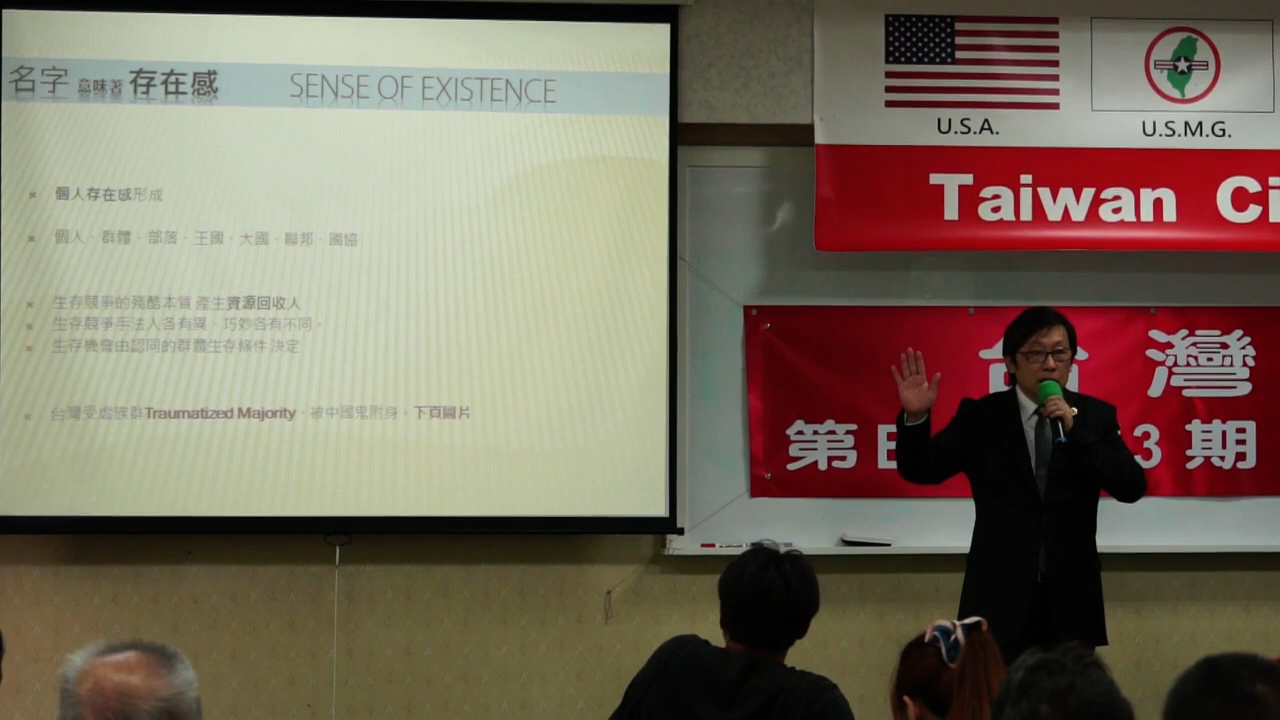 名字 意味著 存在感 SENSE OF EXISTENCE
個人存在感形成
個人、群體、部落、王國、大國、聯邦、國協
生存競爭的殘酷本質 產生資源回收人
生存競爭手法人各有異、巧妙各有不同。
生存機會由認同的群體生存條件決定
台灣受虐族群Traumatized Majority、被中國鬼附身。下頁圖片
U.S.A.
U.S.M.G.
Taiwan Ci
台灣
第 3 期